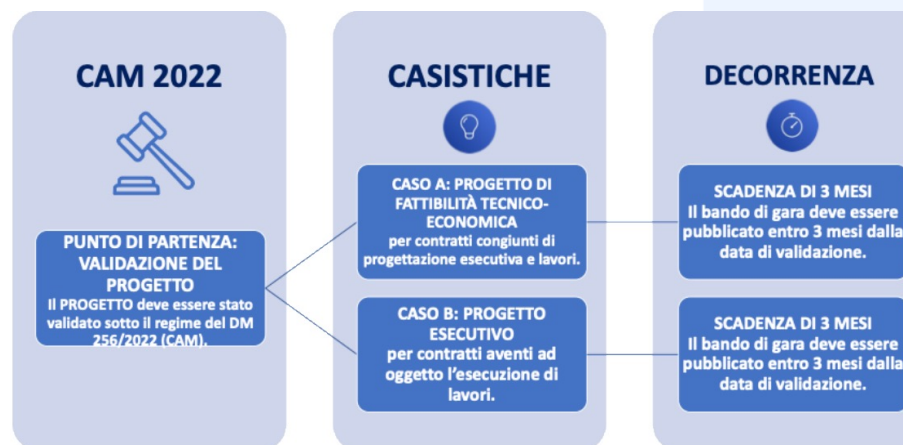 CAM 2022
PUNTO DI PARTENZA:
VALIDAZIONE DEL
PROGETTO
Il PROGETTO deve essere stato
validato sotto il regime del DM
256/2022 (CAM).
CASISTICHE
CASO A: PROGETTO DI
FATTIBILITÀ TECNICO-
ECONOMICA
per contratti congiunti di
progettazione esecutiva e lavori.
CASO B: PROGETTO
ESECUTIVO
per contratti aventi ad
oggetto l’esecuzione di
lavori.
DECORRENZA
SCADENZA DI 3 MESI
Il bando di gara deve essere
pubblicato entro 3 mesi dalla
data di validazione.
SCADENZA DI 3 MESI
Il bando di gara deve essere
pubblicato entro 3 mesi dalla
data di validazione.